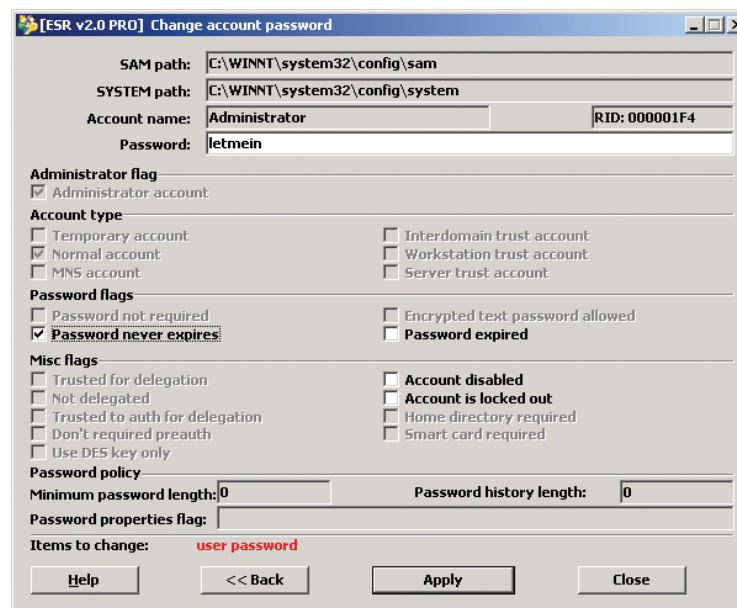 [ESR v2.0 PRO] Change account password
SAM path: C:\WINNT\system32\config\sam
SYSTEM path: C:\WINNT\system32\config\system
Account name: Administrator RID: 000001F4
Password: letmein
Administrator flag
Administrator account
Account type
Temporary account Interdomain trust account
Normal account Workstation trust account
MNS account Server trust account
Password flags
Password not required Encrypted text password allowed
Password never expires Password expired
Misc flags
Trusted for delegation Account disabled
Not delegated Account is locked out
Trusted to auth for delegation Home directory required
Don't required preauth Smart card required
Use DES key only
Password policy
Minimum password length: 0 Password history length: 0
Password properties flag:
Items to change: user password
Help << Back Apply Close